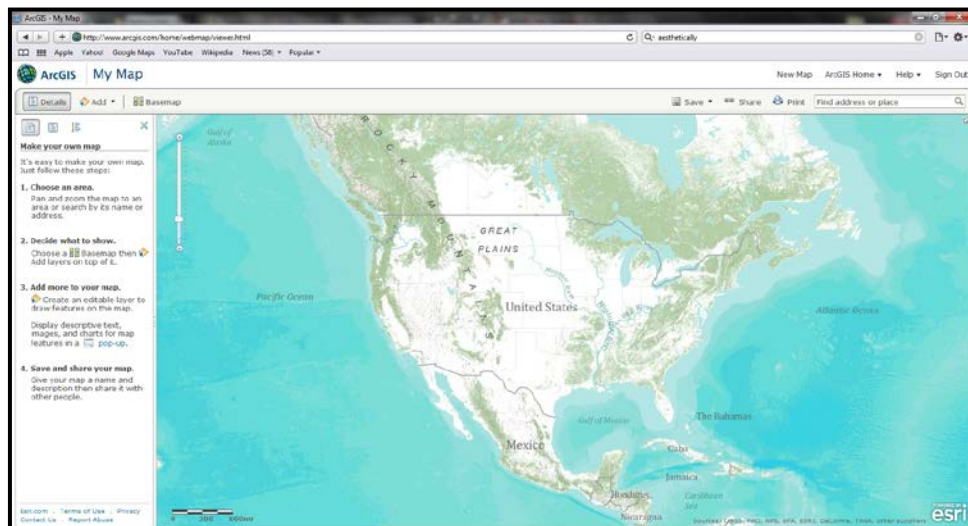 ArcGIS - My Map
http://www.arcgis.com/home/webmap/viewer.html
aesthetically
Apple Yahoo! Google Maps YouTube Wikipedia News (58) Popular
ArcGIS My Map
New Map ArcGIS Home Help Sign Out
Details Add Basemap
Save Share Print Find address or place
Make your own map
It's easy to make your own map.
Just follow these steps:
1. Choose an area.
Pan and zoom the map to an
area or search by its name or
address.
2. Decide what to show.
Choose a Basemap then
Add layers on top of it.
3. Add more to your map.
Create an editable layer to
draw features on the map.
Display descriptive text,
images, and charts for map
features in a pop-up.
4. Save and share your map.
Give your map a name and
description then share it with
other people.
Esri.com . Terms of Use . Privacy
Contact Us . Report Abuse
Gulf of
Alaska
ROCKY MOUNTAINS
GREAT
PLAINS
United States
Pacific Ocean
Atlantic Ocean
Gulf of Mexico
The Bahamas
Mexico
Cuba
Jamaica
Honduras
Caribbean
Sea
Nicaragua
0 300 600mi
POWERED BY
esri